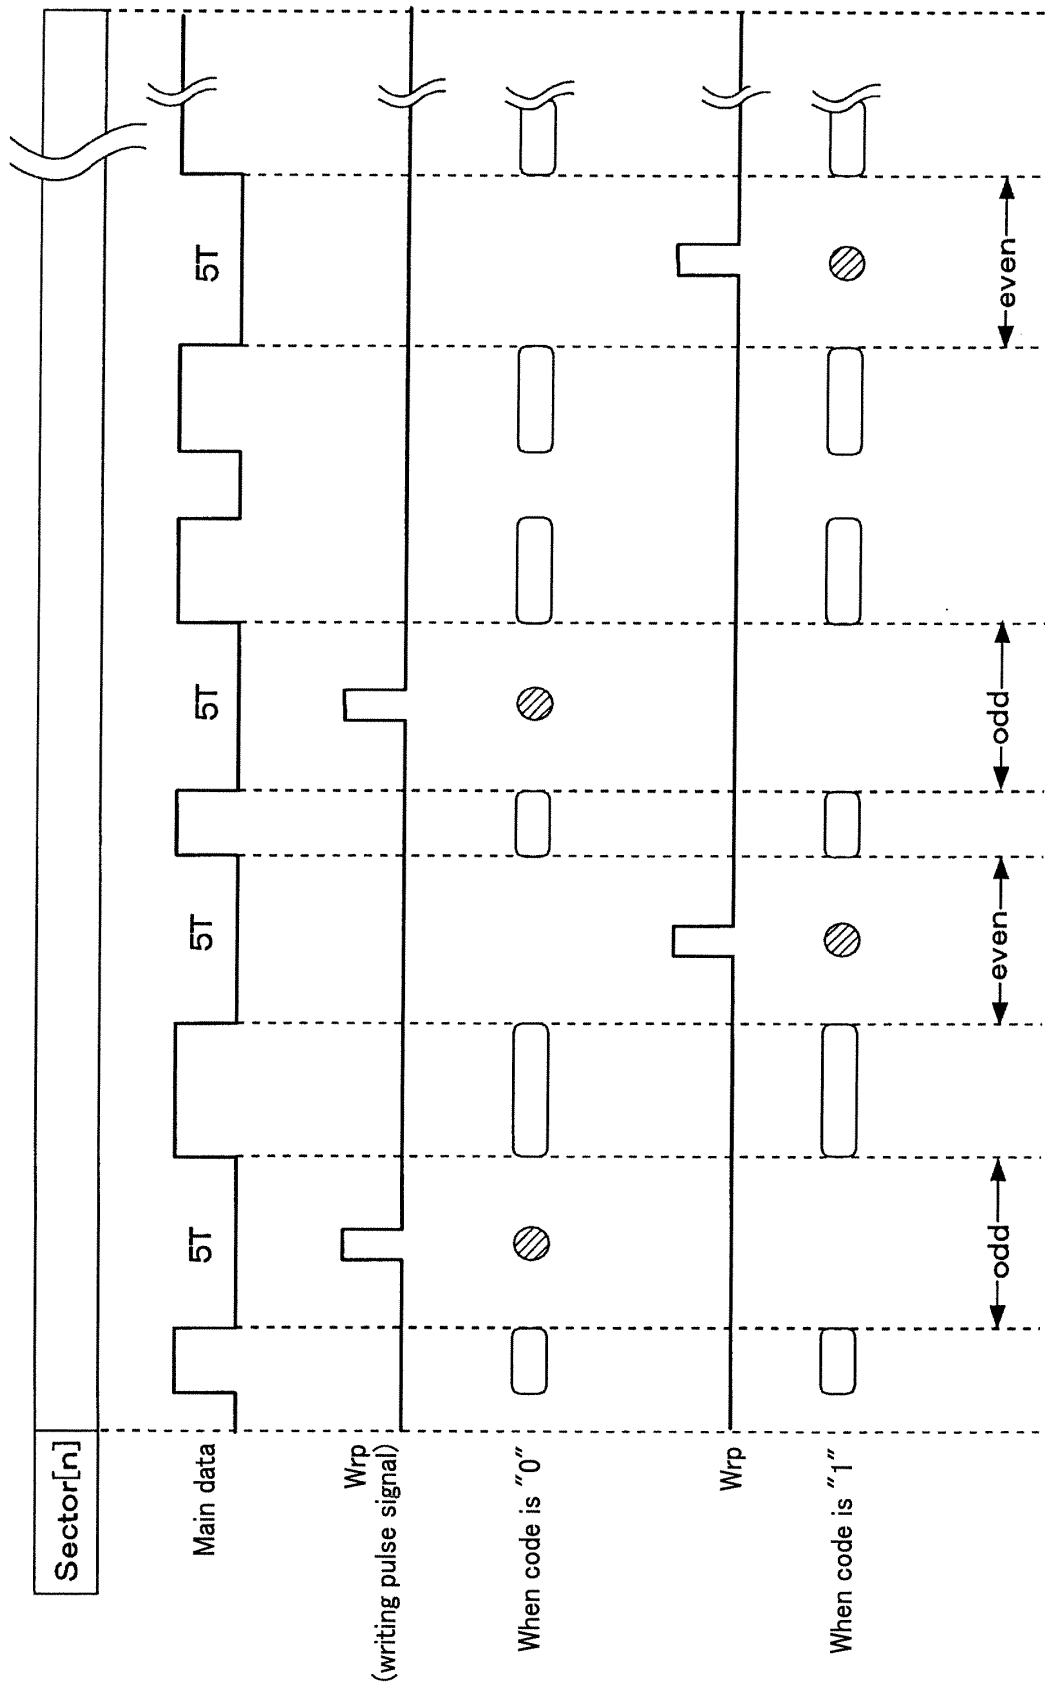 Sector[n]
Main data
5T
5T
5T
5T
Wrp
(writing pulse signal)
When code is "0"
Wrp
When code is "1"
odd
even
odd
even